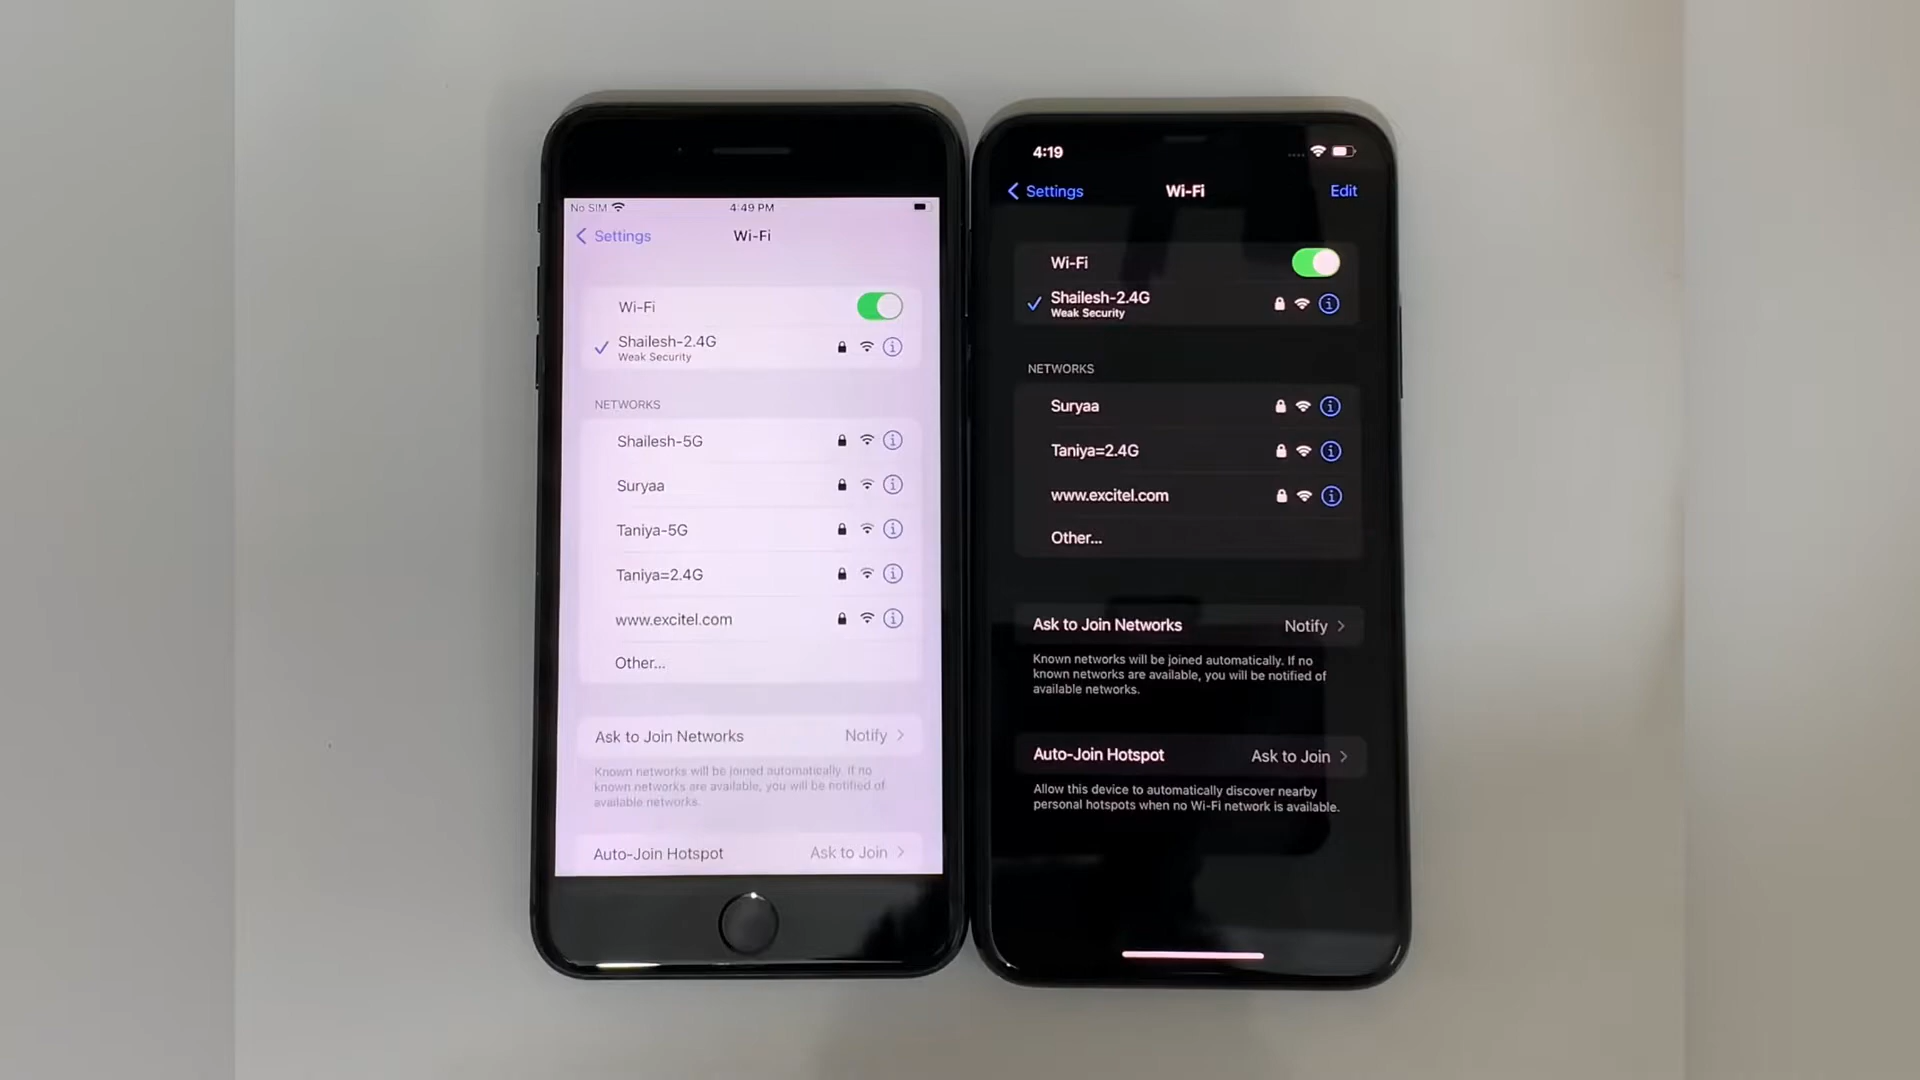 No SIM 4:49 PM
Settings Wi-Fi
Wi-Fi
Shailesh-2.4G
Weak Security
NETWORKS
Shailesh-5G
Suryaa
Taniya-5G
Taniya=2.4G
www.excitel.com
Other...
Ask to Join Networks Notify
Known networks will be joined automatically. If no
known networks are available, you will be notified of
available networks.
Auto-Join Hotspot Ask to Join
4:19
Settings Wi-Fi Edit
Wi-Fi
Shailesh-2.4G
Weak Security
NETWORKS
Suryaa
Taniya=2.4G
www.excitel.com
Other...
Ask to Join Networks Notify
Known networks will be joined automatically. If no
known networks are available, you will be notified of
available networks.
Auto-Join Hotspot Ask to Join
Allow this device to automatically discover nearby
personal hotspots when no Wi-Fi network is available.